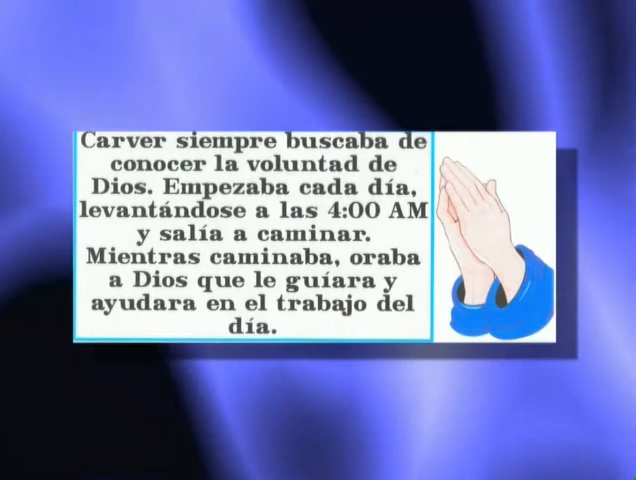 Carver siempre buscaba de
conocer la voluntad de
Dios. Empezaba cada día,
levantándose a las 4:00 AM
y salía a caminar.
Mientras caminaba, oraba
a Dios que le guíara y
ayudara en el trabajo del
día.